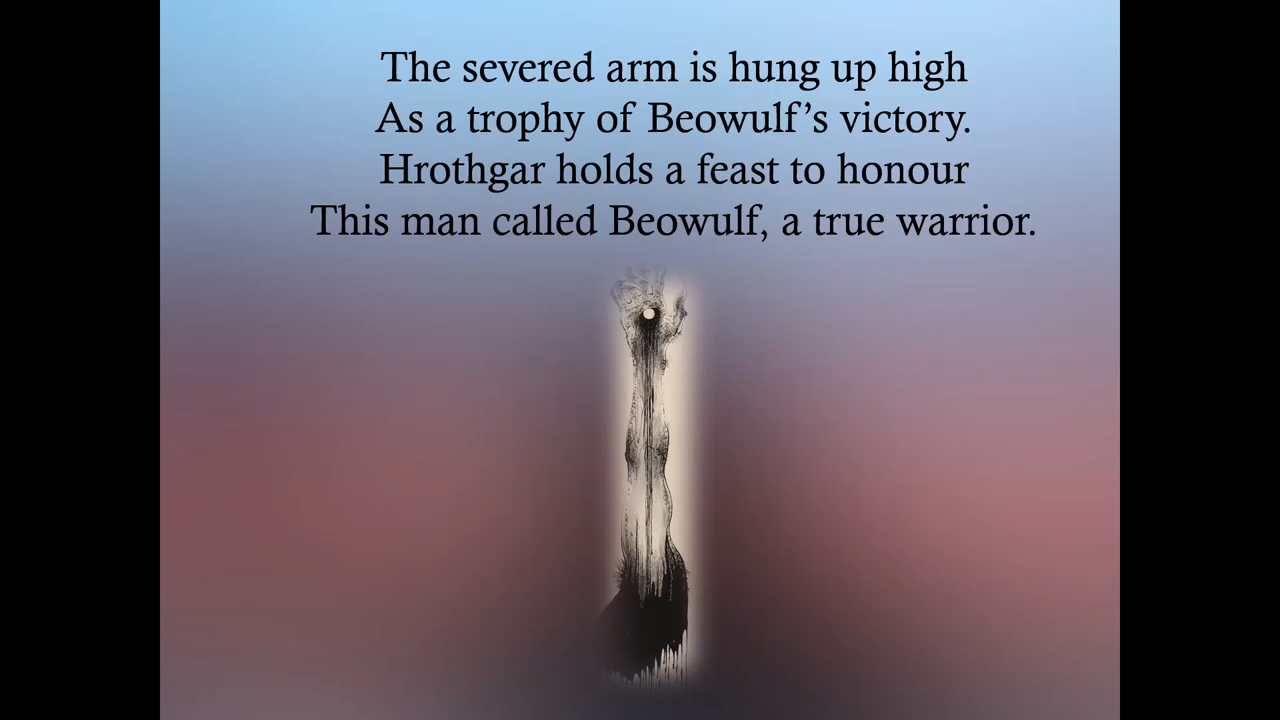 The severed arm is hung up high
As a trophy of Beowulf’s victory.
Hrothgar holds a feast to honour
This man called Beowulf, a true warrior.